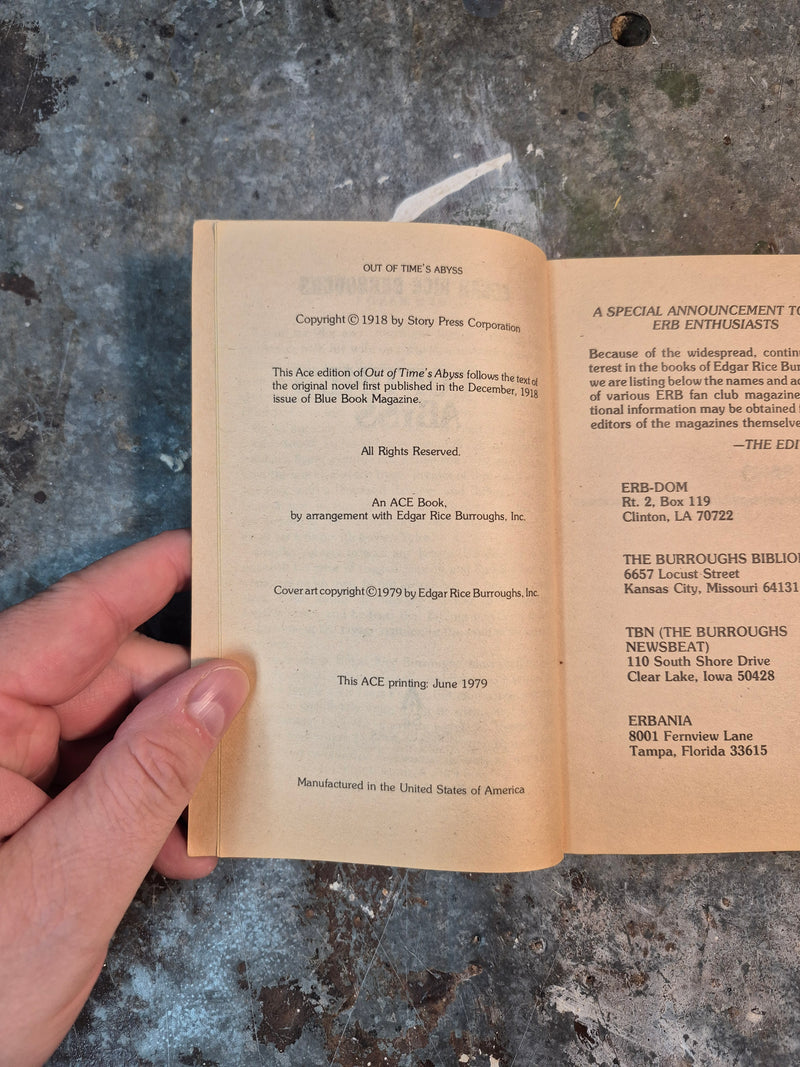 OUT OF TIME'S ABYSS
Copyright © 1918 by Story Press Corporation
This Ace edition of Out of Time's Abyss follows the text of
the original novel first published in the December, 1918
issue of Blue Book Magazine.
All Rights Reserved.
An ACE Book,
by arrangement with Edgar Rice Burroughs, Inc.
Cover art copyright © 1979 by Edgar Rice Burroughs, Inc.
This ACE printing: June 1979
Manufactured in the United States of America
A SPECIAL ANNOUNCEMENT TO
ERB ENTHUSIASTS
Because of the widespread,
terest in the books of Edgar Rice
we are listing below the names and
of various ERB fan club
tional information may be obtained
editors of the magazines
—THE
ERB-DOM
Rt. 2, Box 119
Clinton, LA 70722
THE BURROUGHS
6657 Locust Street
Kansas City, Missouri 64131
TBN (THE BURROUGHS
NEWSBEAT)
110 South Shore Drive
Clear Lake, Iowa 50428
ERBANIA
8001 Fernview Lane
Tampa, Florida 33615